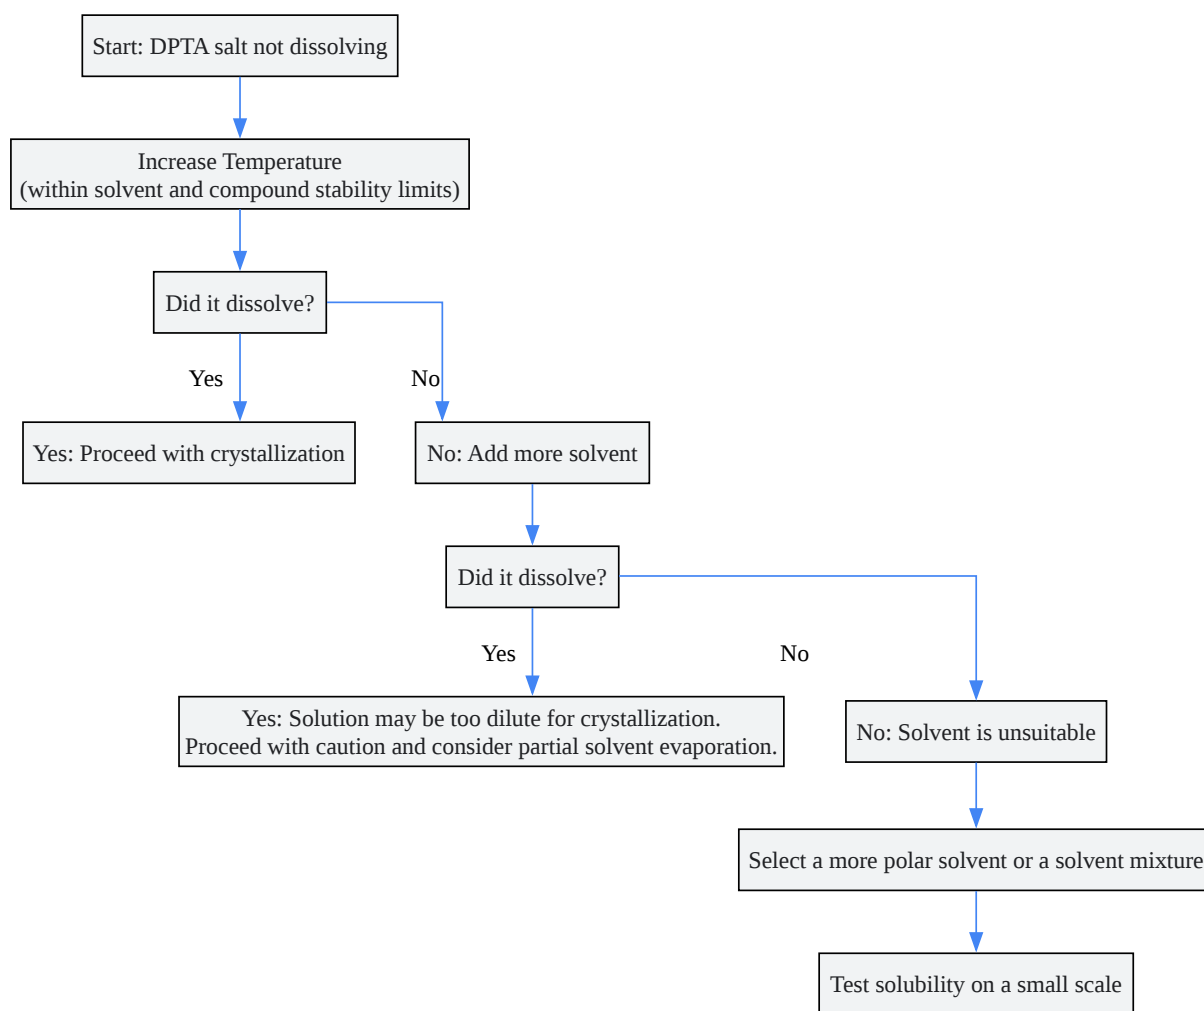 Start: DPTA salt not dissolving
Increase Temperature
(within solvent and compound stability limits)
Did it dissolve?
Yes
No
Yes: Proceed with crystallization
No: Add more solvent
Did it dissolve?
Yes
No
Yes: Solution may be too dilute for crystallization.
Proceed with caution and consider partial solvent evaporation.
No: Solvent is unsuitable
Select a more polar solvent or a solvent mixture
Test solubility on a small scale